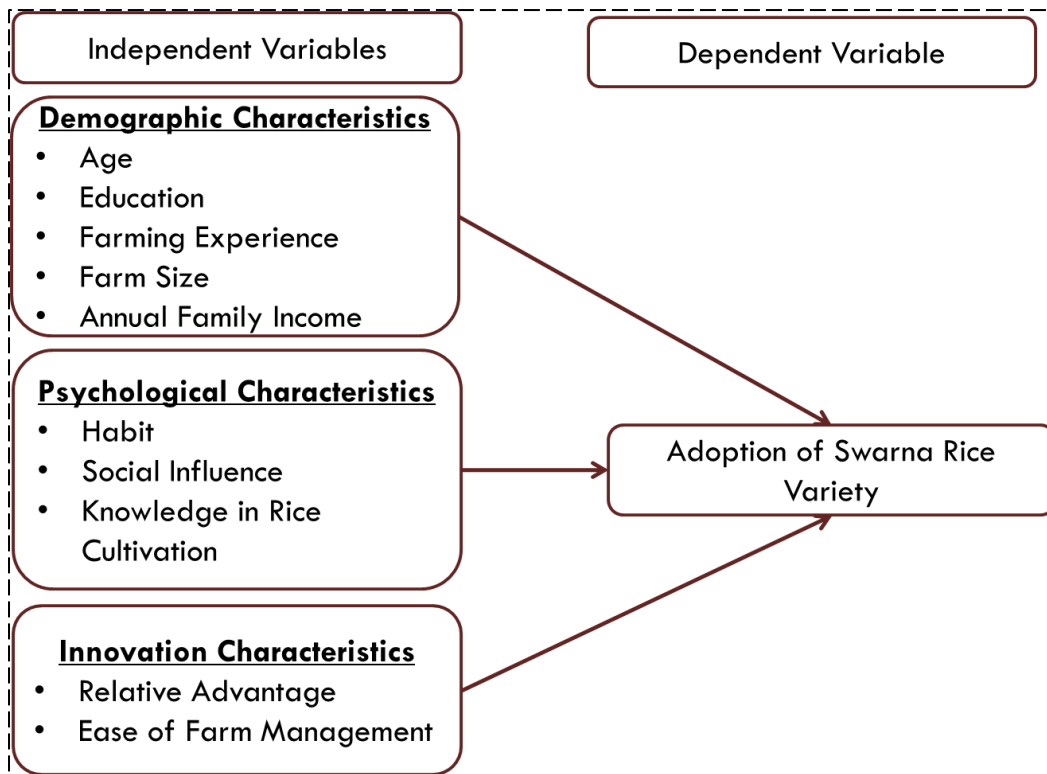 Independent Variables
Dependent Variable
Demographic Characteristics
• Age
• Education
• Farming Experience
• Farm Size
• Annual Family Income
Psychological Characteristics
• Habit
• Social Influence
• Knowledge in Rice
Cultivation
Adoption of Swarna Rice
Variety
Innovation Characteristics
• Relative Advantage
• Ease of Farm Management